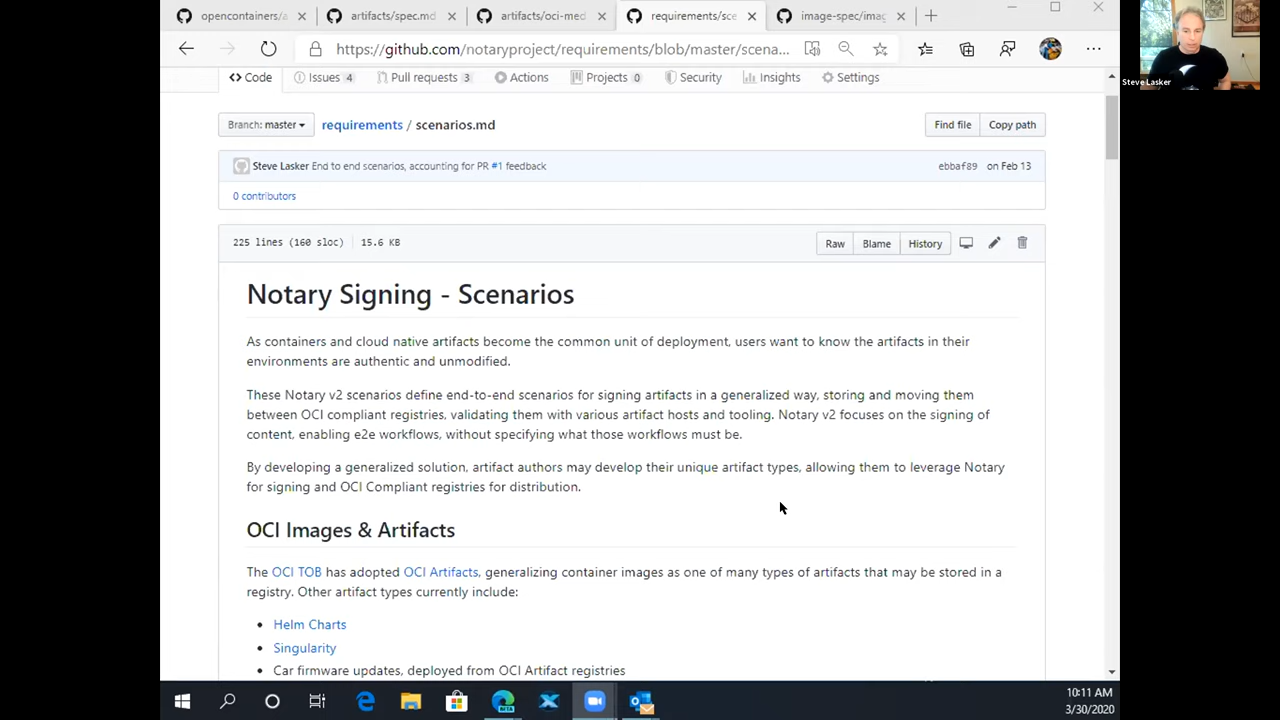 opencontainers/a
artifacts/spec.md
artifacts/oci-med
requirements/sce
image-spec/imag
https://github.com/notaryproject/requirements/blob/master/scena...
Steve Lasker
Code
Issues 4
Pull requests 3
Actions
Projects 0
Security
Insights
Settings
Branch: master
requirements / scenarios.md
Find file
Copy path
Steve Lasker End to end scenarios, accounting for PR #1 feedback
ebbaf89 on Feb 13
0 contributors
225 lines (160 sloc) 15.6 KB
Raw
Blame
History
Notary Signing - Scenarios
As containers and cloud native artifacts become the common unit of deployment, users want to know the artifacts in their
environments are authentic and unmodified.
These Notary v2 scenarios define end-to-end scenarios for signing artifacts in a generalized way, storing and moving them
between OCI compliant registries, validating them with various artifact hosts and tooling. Notary v2 focuses on the signing of
content, enabling e2e workflows, without specifying what those workflows must be.
By developing a generalized solution, artifact authors may develop their unique artifact types, allowing them to leverage Notary
for signing and OCI Compliant registries for distribution.
OCI Images & Artifacts
The OCI TOB has adopted OCI Artifacts, generalizing container images as one of many types of artifacts that may be stored in a
registry. Other artifact types currently include:
Helm Charts
Singularity
Car firmware updates, deployed from OCI Artifact registries
10:11 AM
3/30/2020